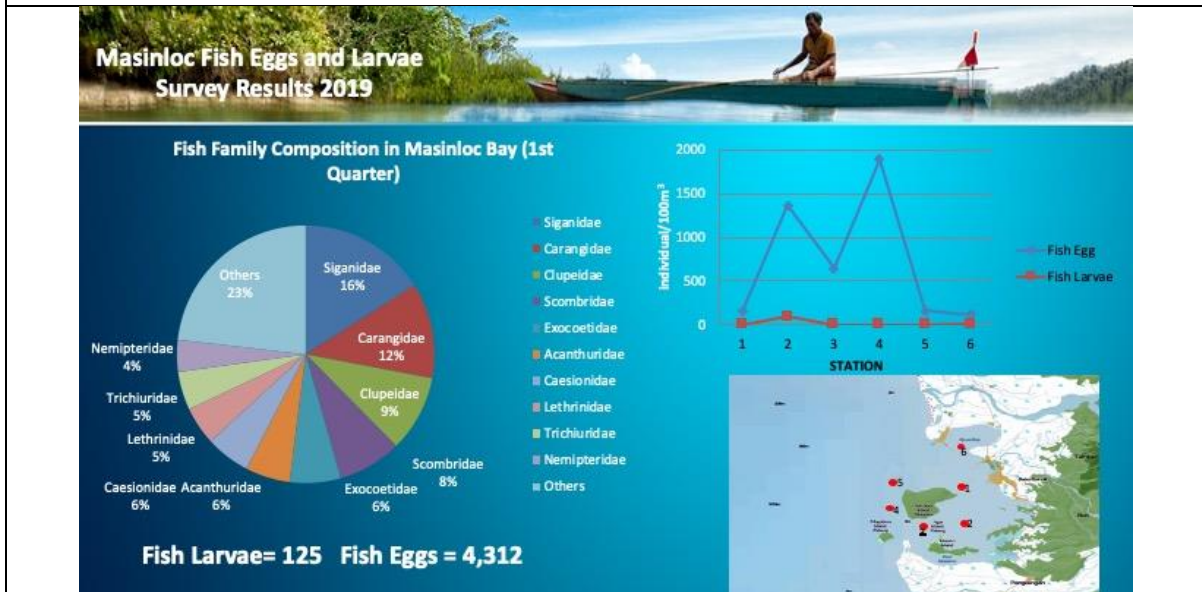 Masinloc Fish Eggs and Larvae
Survey Results 2019
Fish Family Composition in Masinloc Bay (1st
Quarter)
Siganidae
16%
Carangidae
12%
Clupeidae
9%
Scombridae
8%
Exocoetidae
6%
Acanthuridae
6%
Caesionidae
6%
Lethrinidae
5%
Trichiuridae
5%
Nemipteridae
4%
Others
23%
Siganidae
Carangidae
Clupeidae
Scombridae
Exocoetidae
Acanthuridae
Caesionidae
Lethrinidae
Trichiuridae
Nemipteridae
Others
Fish Larvae= 125 Fish Eggs = 4,312
Individual/100m³
2000
1500
1000
500
0
1 2 3 4 5 6
STATION
Fish Egg
Fish Larvae
6
5
1
4
2